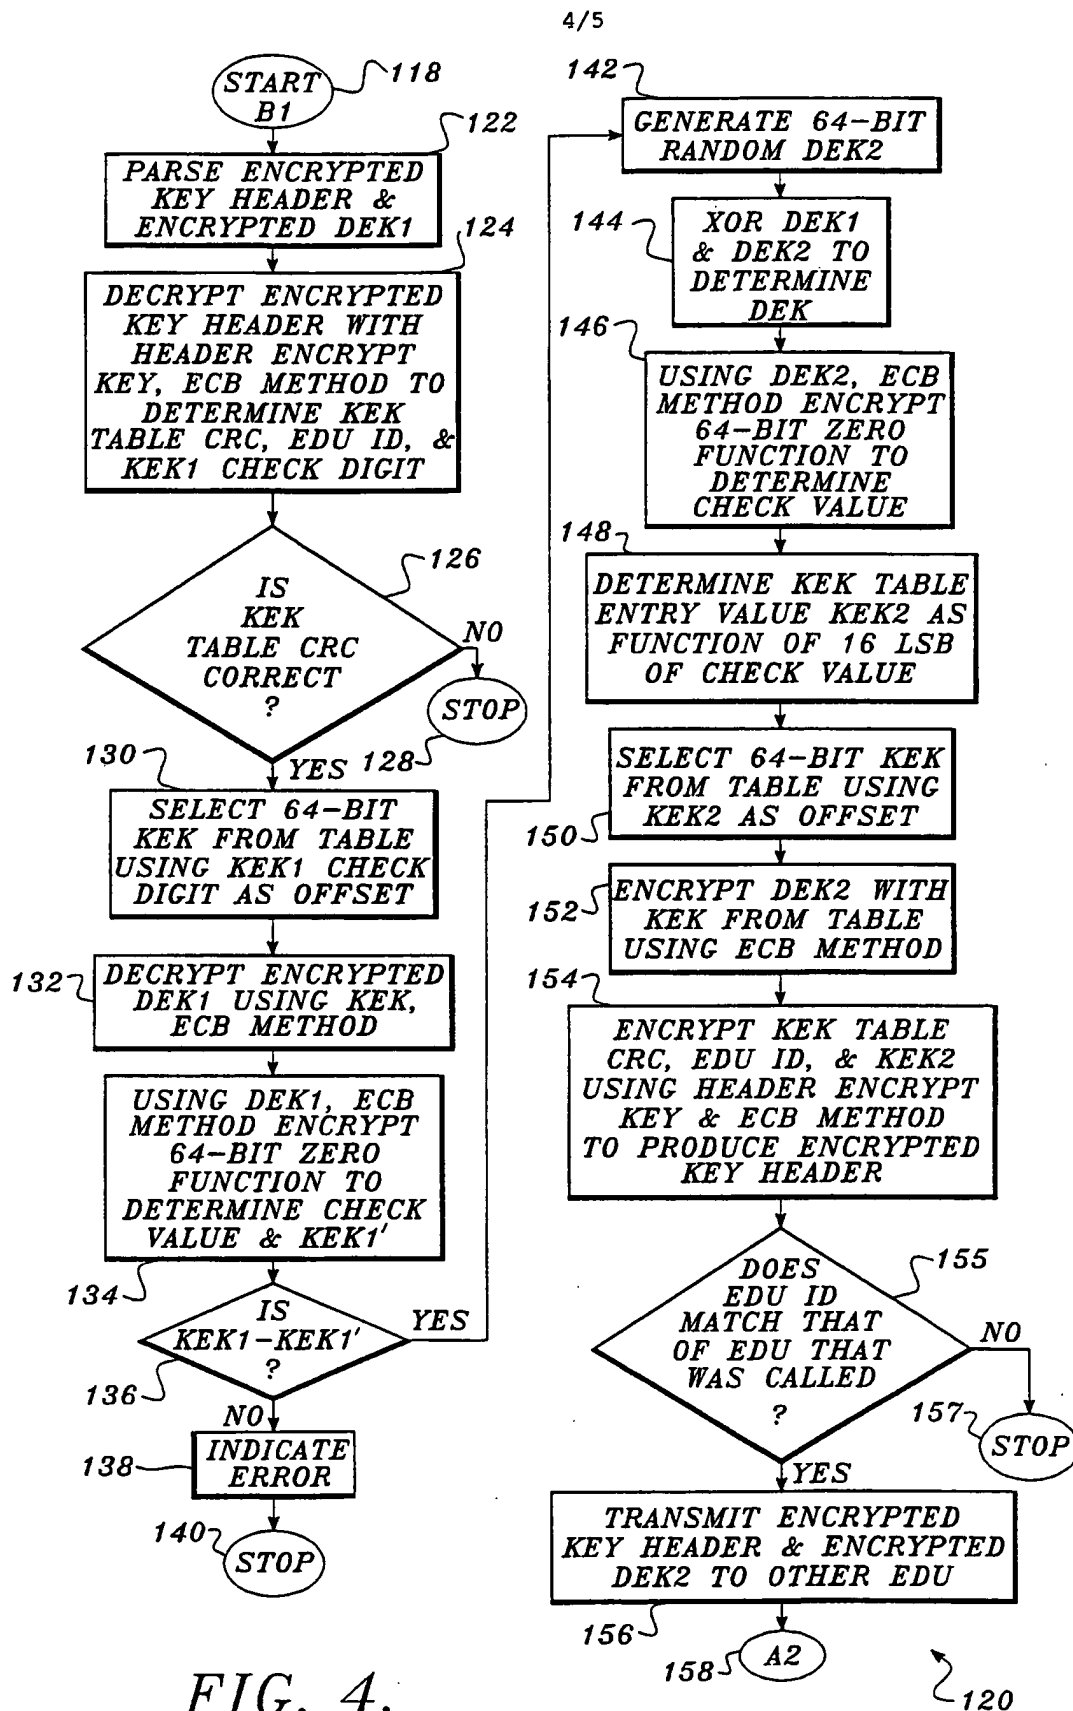 4/5
START
B1
118
122
PARSE ENCRYPTED
KEY HEADER &
ENCRYPTED DEK1
124
DECRYPT ENCRYPTED
KEY HEADER WITH
HEADER ENCRYPT
KEY, ECB METHOD TO
DETERMINE KEK
TABLE CRC, EDU ID, &
KEK1 CHECK DIGIT
126
IS
KEK
TABLE CRC
CORRECT
?
NO
STOP
128
YES
130
SELECT 64-BIT
KEK FROM TABLE
USING KEK1 CHECK
DIGIT AS OFFSET
132
DECRYPT ENCRYPTED
DEK1 USING KEK,
ECB METHOD
USING DEK1, ECB
METHOD ENCRYPT
64-BIT ZERO
FUNCTION TO
DETERMINE CHECK
VALUE & KEK1'
134
IS
KEK1-KEK1'
?
YES
136
NO
138
INDICATE
ERROR
140
STOP
142
GENERATE 64-BIT
RANDOM DEK2
144
XOR DEK1
& DEK2 TO
DETERMINE
DEK
146
USING DEK2, ECB
METHOD ENCRYPT
64-BIT ZERO
FUNCTION TO
DETERMINE
CHECK VALUE
148
DETERMINE KEK TABLE
ENTRY VALUE KEK2 AS
FUNCTION OF 16 LSB
OF CHECK VALUE
SELECT 64-BIT KEK
FROM TABLE USING
KEK2 AS OFFSET
150
152
ENCRYPT DEK2 WITH
KEK FROM TABLE
USING ECB METHOD
154
ENCRYPT KEK TABLE
CRC, EDU ID, & KEK2
USING HEADER ENCRYPT
KEY & ECB METHOD
TO PRODUCE ENCRYPTED
KEY HEADER
155
DOES
EDU ID
MATCH THAT
OF EDU THAT
WAS CALLED
?
NO
157
STOP
YES
TRANSMIT ENCRYPTED
KEY HEADER & ENCRYPTED
DEK2 TO OTHER EDU
156
A2
158
120
FIG. 4.